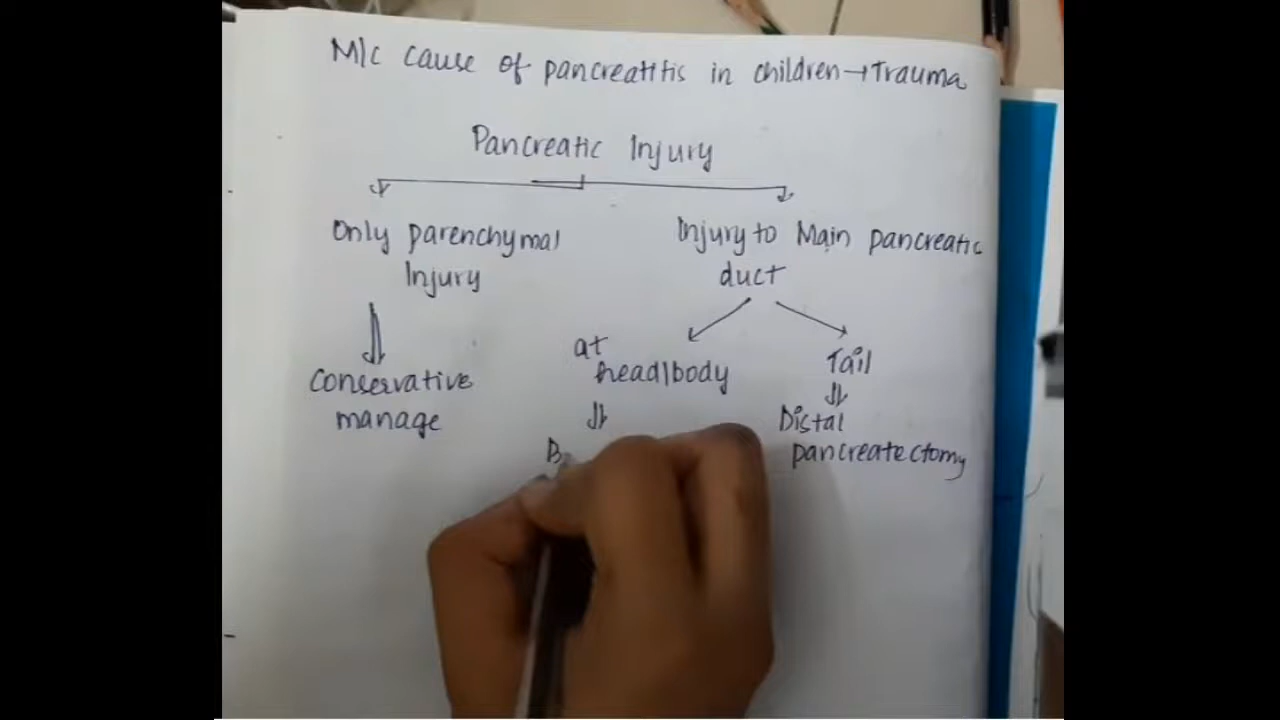 M/c cause of pancreatitis in children → Trauma
Pancreatic Injury
Only parenchymal
Injury
Injury to Main pancreatic
duct
Conservative
manage
at
head/body
Tail
Distal
pancreatectomy